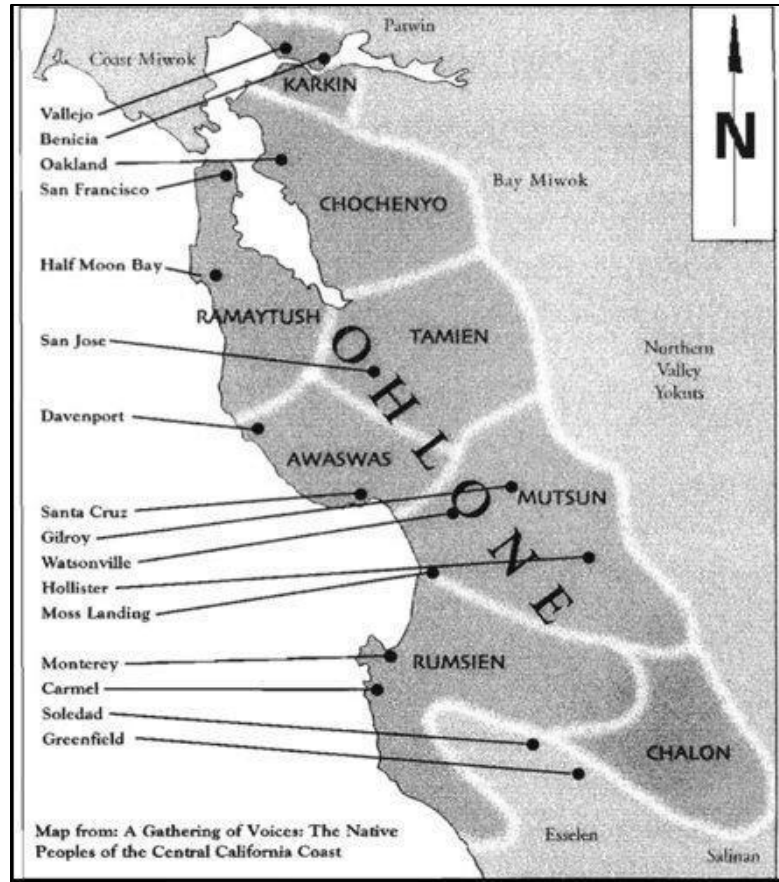 Patwin
Coast Miwok
KARKIN
Vallejo
Benicia
Oakland
San Francisco
N
Bay Miwok
CHOCHENYO
Half Moon Bay
RAMAYTUSH
TAMIEN
San Jose
Northern
Valley
Yokuts
OHLONE
Davenport
AWASWAS
MUTSUN
Santa Cruz
Gilroy
Watsonville
Hollister
Moss Landing
Monterey
RUMSIEN
Carmel
Soledad
Greenfield
CHALON
Map from: A Gathering of Voices: The Native
Peoples of the Central California Coast
Esselen
Salinan